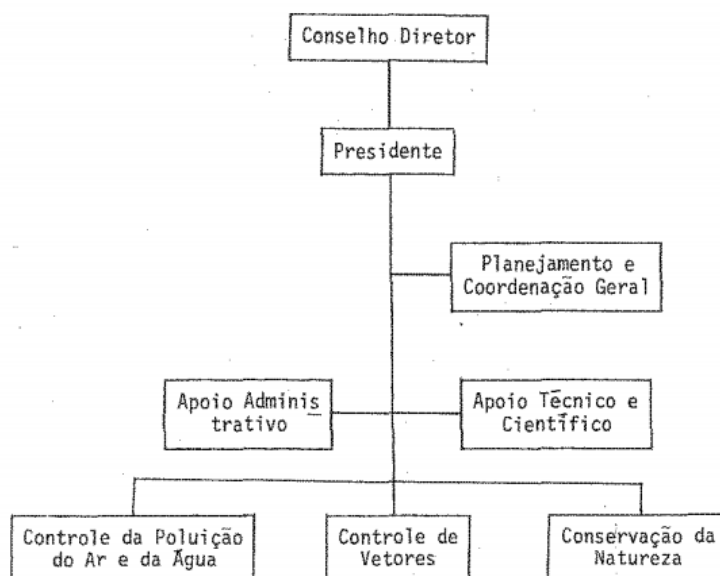 Conselho Diretor
Presidente
Planejamento e
Coordenação Geral
Apoio Adminis
trativo
Apoio Técnico e
Científico
Controle da Poluição
do Ar e da Água
Controle de
Vetores
Conservação da
Natureza